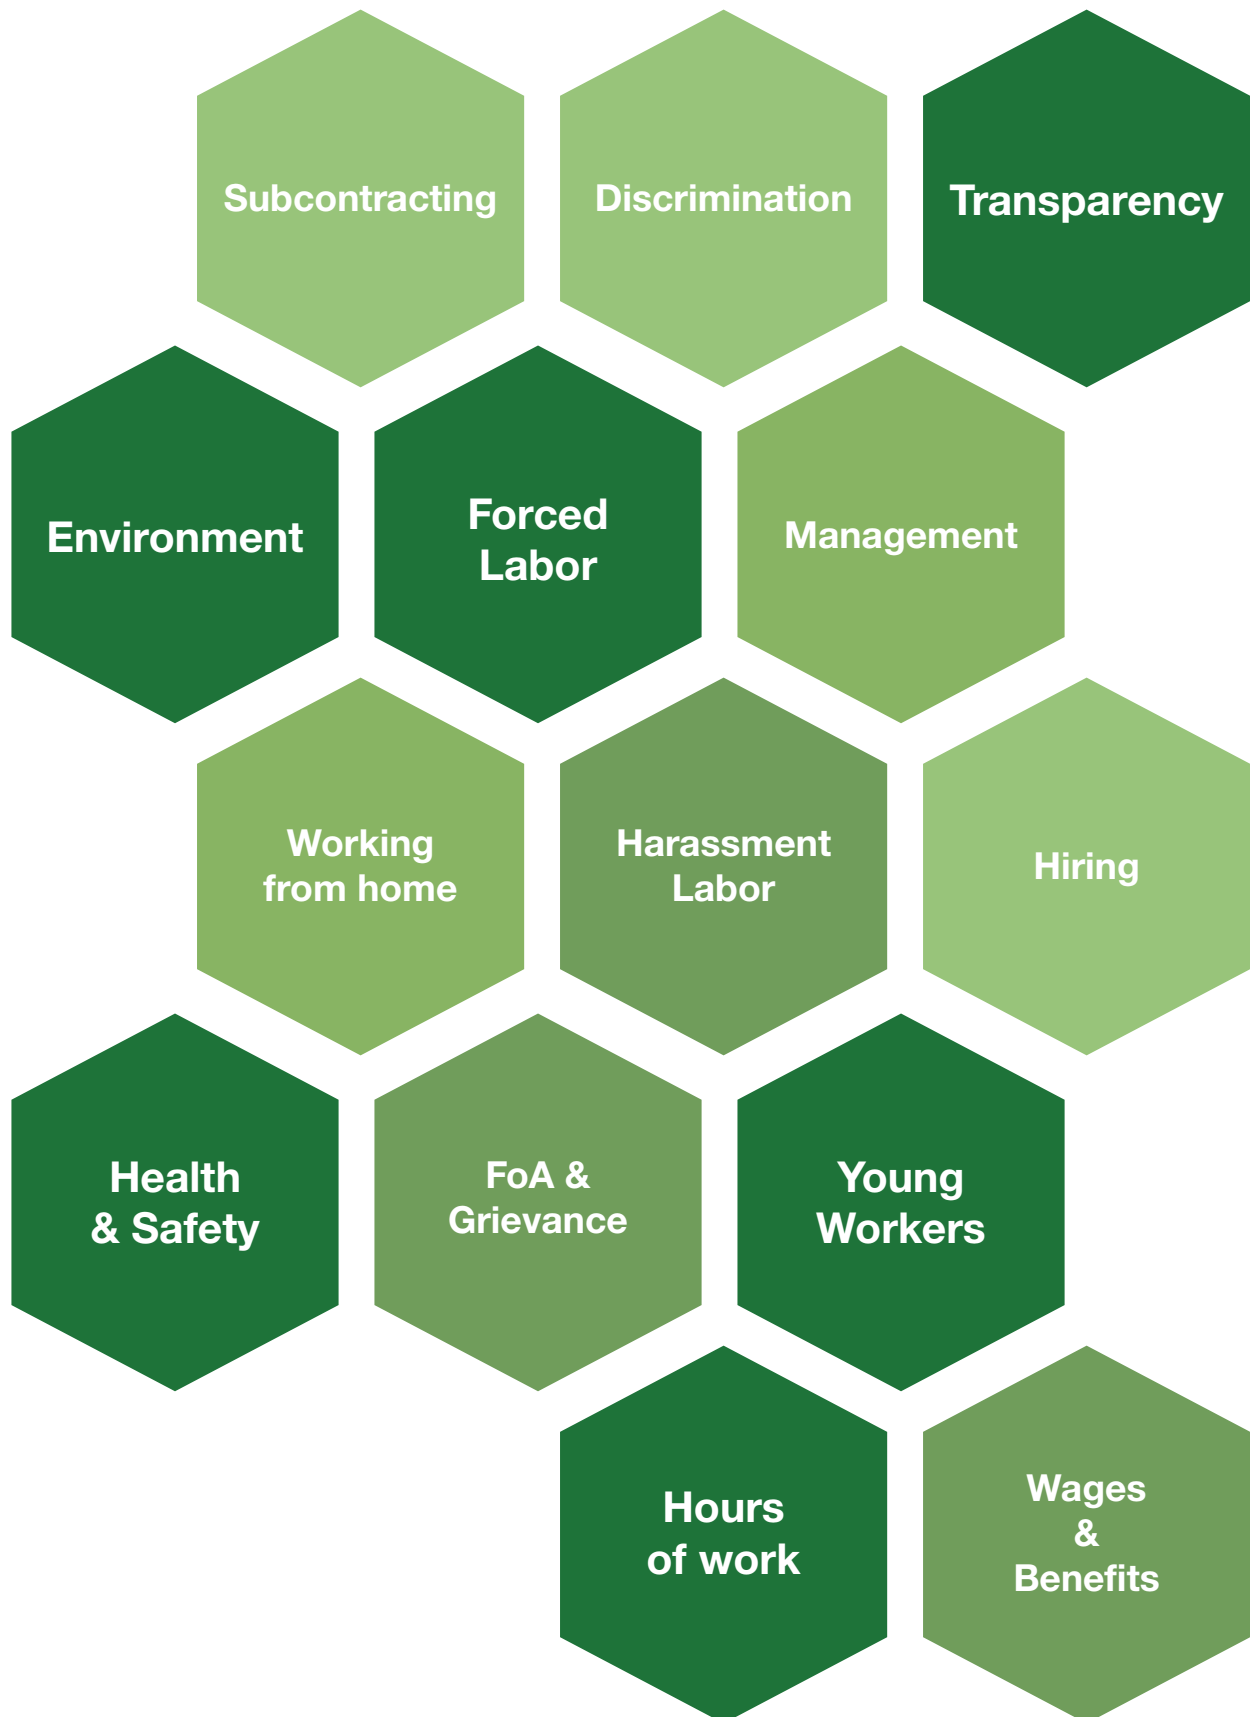 Subcontracting
Discrimination
Transparency
Environment
Forced
Labor
Management
Working
from home
Harassment
Labor
Hiring
Health
& Safety
FoA &
Grievance
Young
Workers
Hours
of work
Wages
&
Benefits